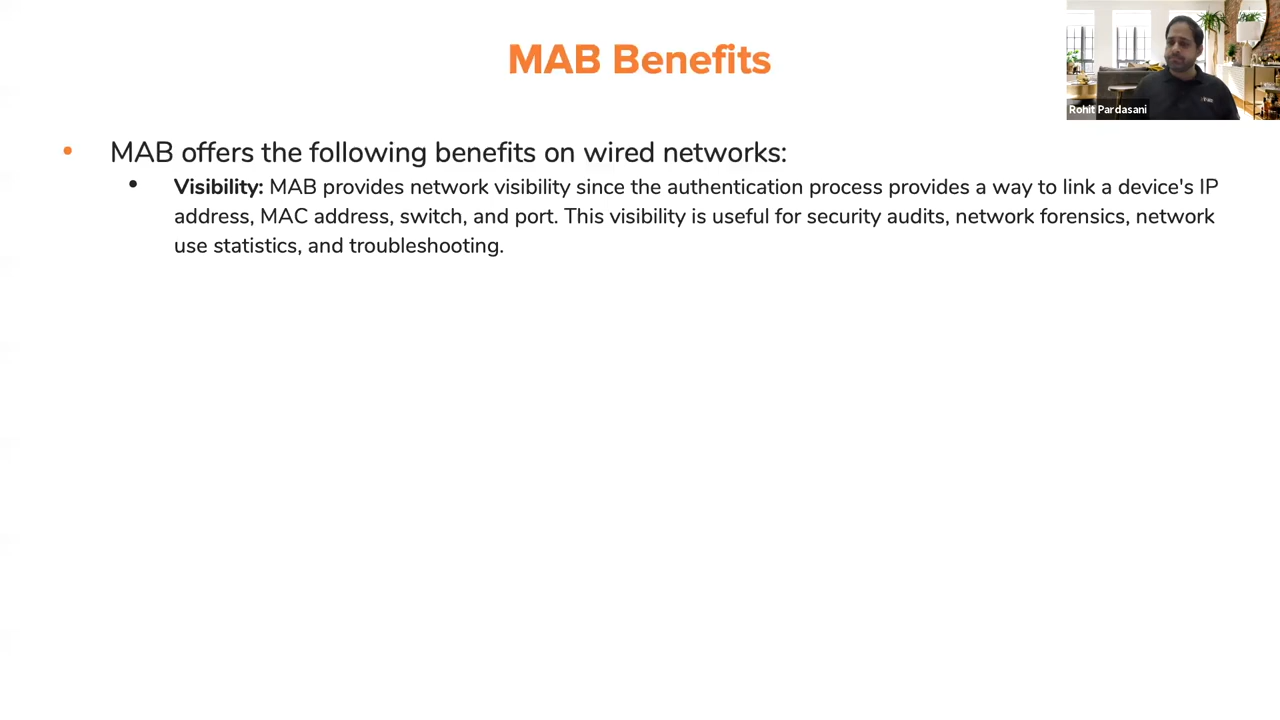 MAB Benefits
Rohit Pardasani
• MAB offers the following benefits on wired networks:
• Visibility: MAB provides network visibility since the authentication process provides a way to link a device's IP
address, MAC address, switch, and port. This visibility is useful for security audits, network forensics, network
use statistics, and troubleshooting.